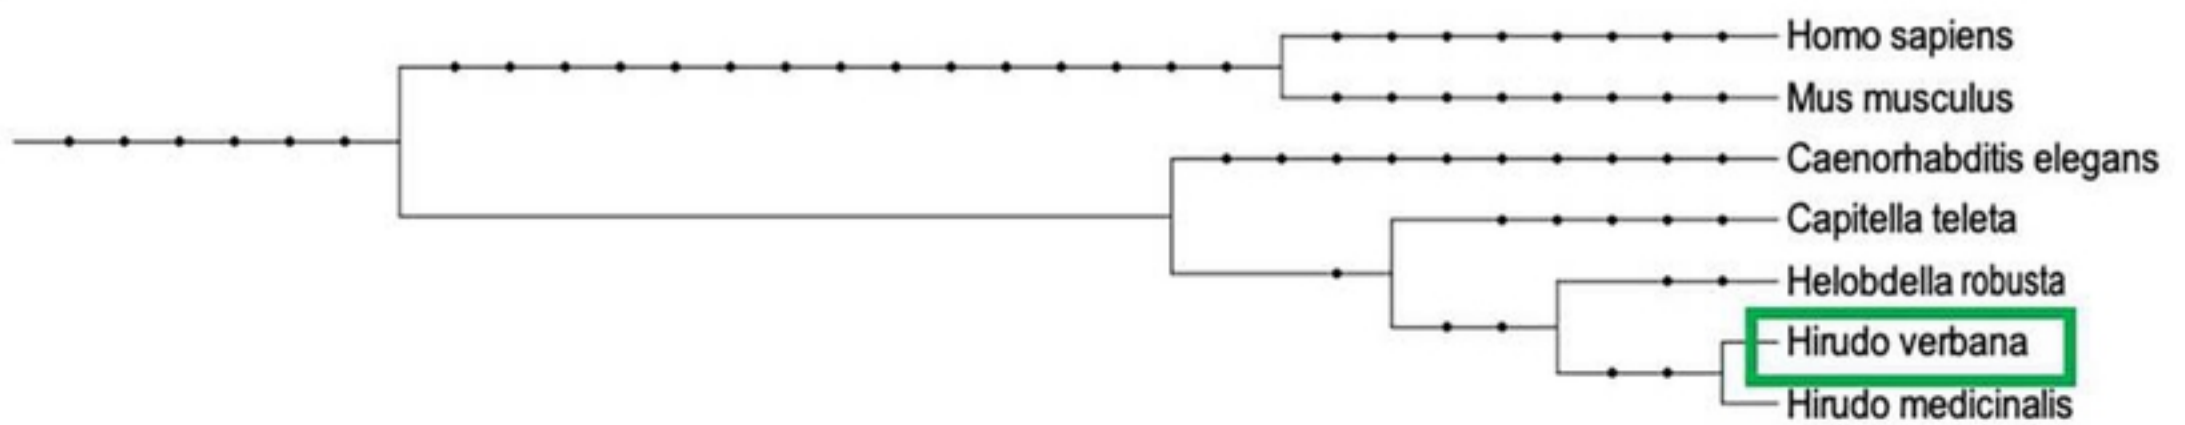 Homo sapiens
Mus musculus
Caenorhabditis elegans
Capitella teleta
Helobdella robusta
Hirudo verbana
Hirudo medicinalis